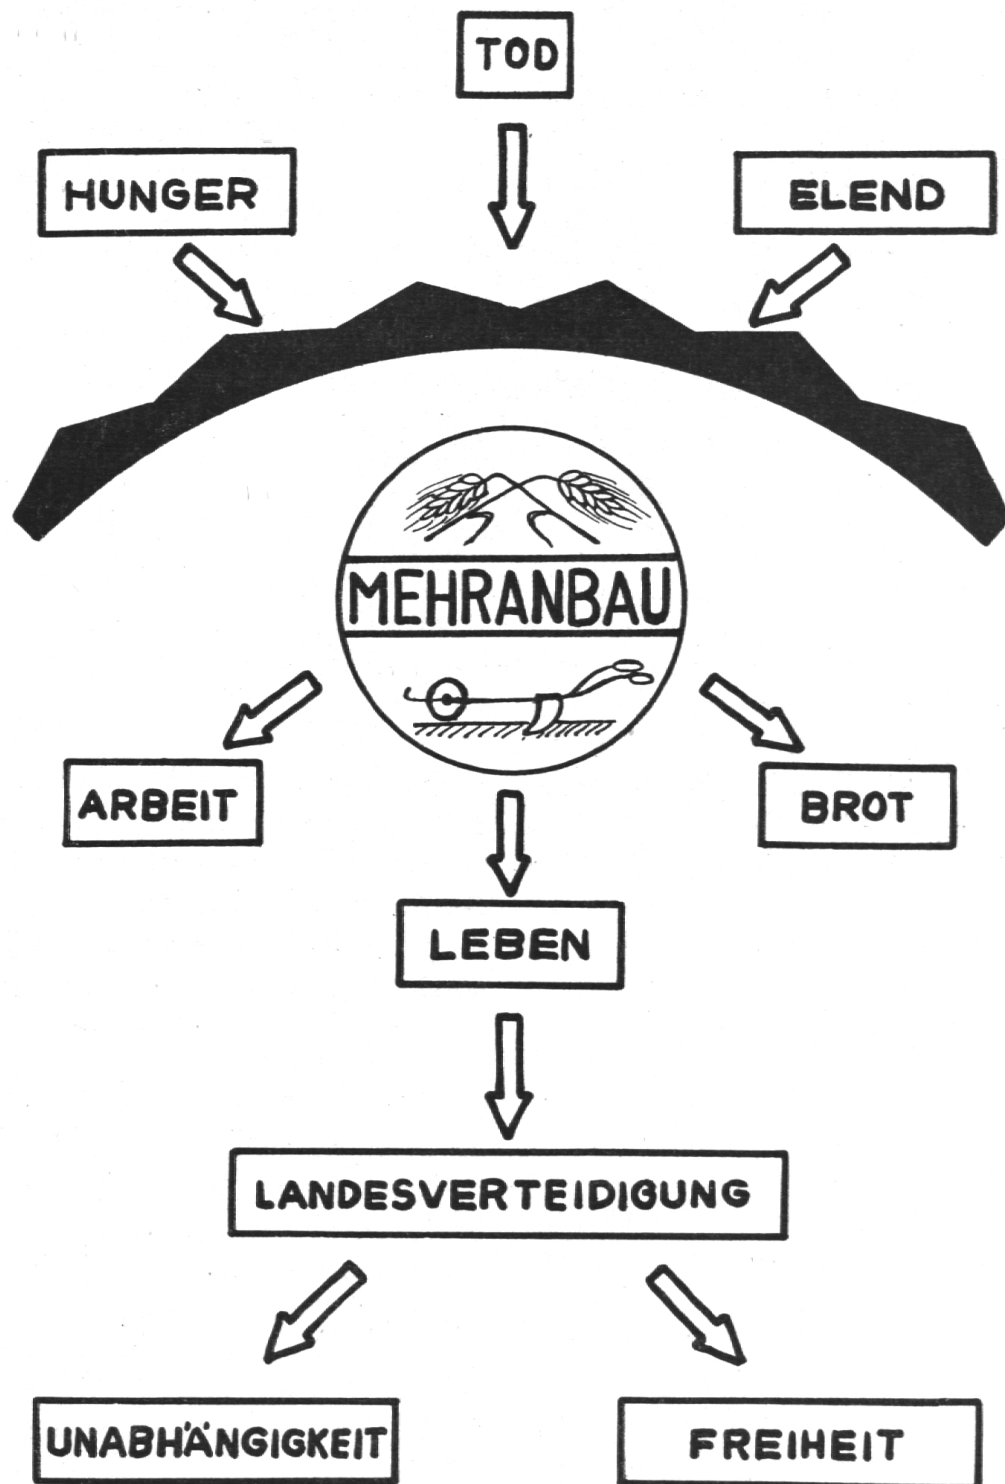 TOD
HUNGER
ELEND
MEHRANBAU
ARBEIT
BROT
LEBEN
LANDESVERTEIDIGUNG
UNABHÄNGIGKEIT
FREIHEIT